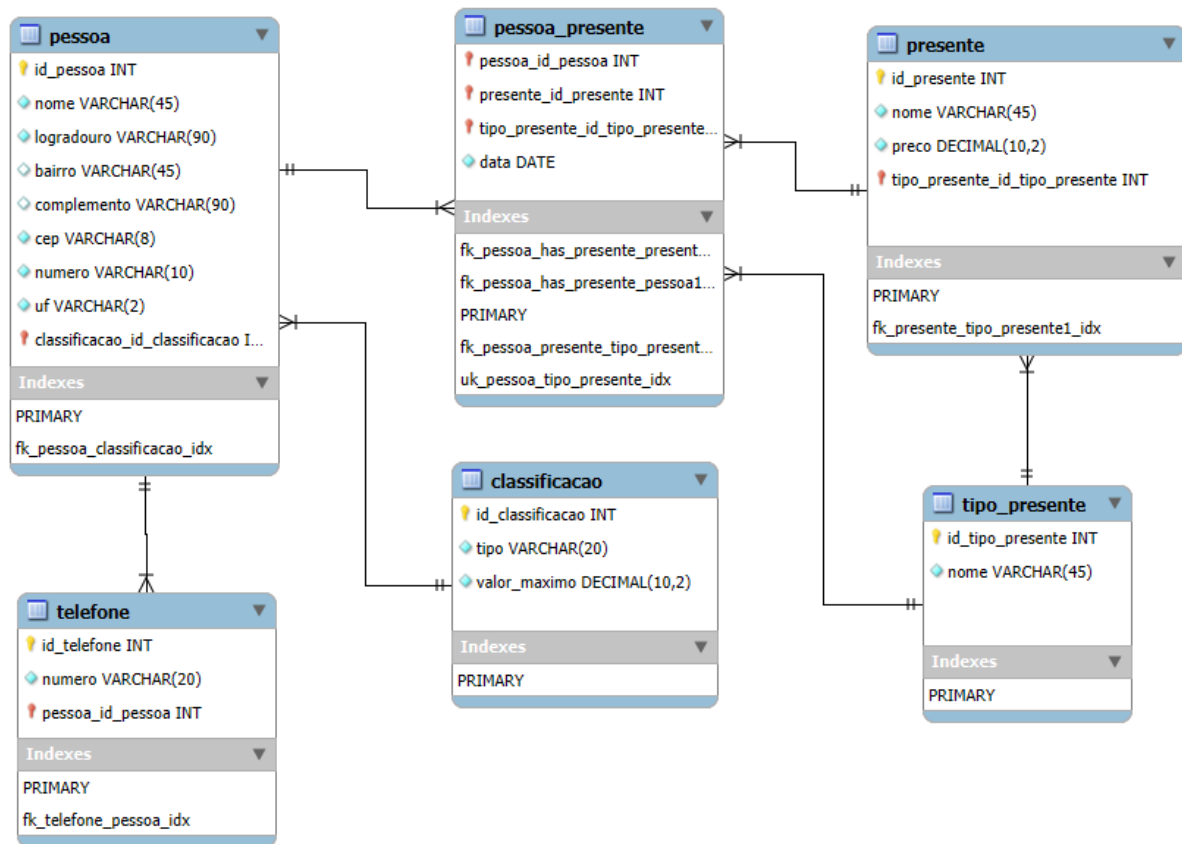 pessoa
id_pessoa INT
nome VARCHAR(45)
logradouro VARCHAR(90)
bairro VARCHAR(45)
complemento VARCHAR(90)
cep VARCHAR(8)
numero VARCHAR(10)
uf VARCHAR(2)
classificacao_id_classificacao I...
Indexes
PRIMARY
fk_pessoa_classificacao_idx
pessoa_presente
pessoa_id_pessoa INT
presente_id_presente INT
tipo_presente_id_tipo_presente...
data DATE
Indexes
fk_pessoa_has_presente_present...
fk_pessoa_has_presente_pessoa1...
PRIMARY
fk_pessoa_presente_tipo_present...
uk_pessoa_tipo_presente_idx
presente
id_presente INT
nome VARCHAR(45)
preco DECIMAL(10,2)
tipo_presente_id_tipo_presente INT
Indexes
PRIMARY
fk_presente_tipo_presente1_idx
classificacao
id_classificacao INT
tipo VARCHAR(20)
valor_maximo DECIMAL(10,2)
Indexes
PRIMARY
tipo_presente
id_tipo_presente INT
nome VARCHAR(45)
Indexes
PRIMARY
telefone
id_telefone INT
numero VARCHAR(20)
pessoa_id_pessoa INT
Indexes
PRIMARY
fk_telefone_pessoa_idx